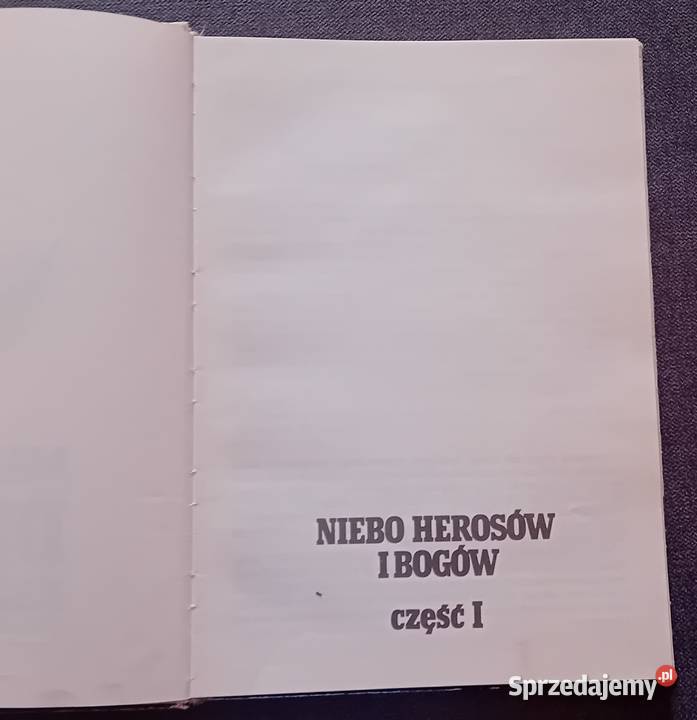 NIEBO HEROSÓW
I BOGÓW
część I
Sprzedajemy.pl